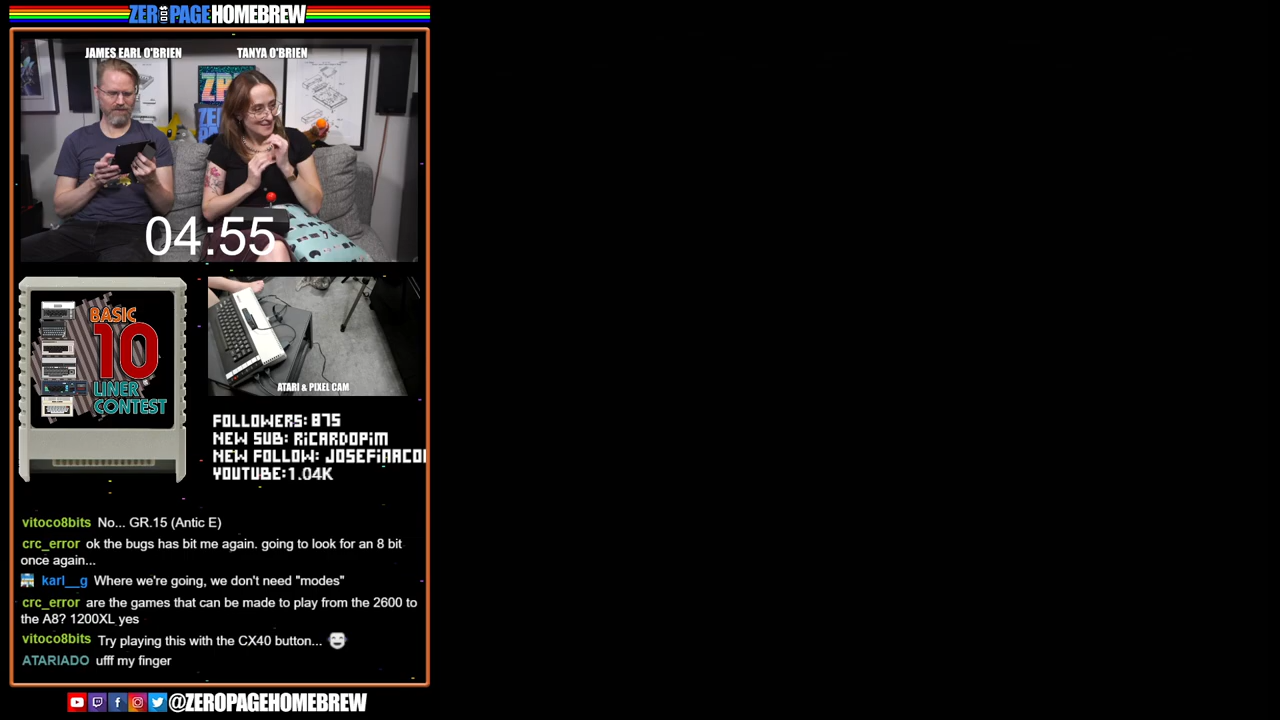 ZER PAGE HOMEBREW
JAMES EARL O'BRIEN
TANYA O'BRIEN
04:55
BASIC
10
LINER
CONTEST
ATARI & PIXEL CAM
FOLLOWERS: 875
NEW SUB: RiCARDOPiM
NEW FOLLOW: JOSEFiNACO
YOUTUBE:1.04K
vitoco8bits No... GR.15 (Antic E)
crc_error ok the bugs has bit me again. going to look for an 8 bit
once again...
karl__g Where we're going, we don't need "modes"
crc_error are the games that can be made to play from the 2600 to
the A8? 1200XL yes
vitoco8bits Try playing this with the CX40 button...
ATARIADO ufff my finger
@ZEROPAGEHOMEBREW